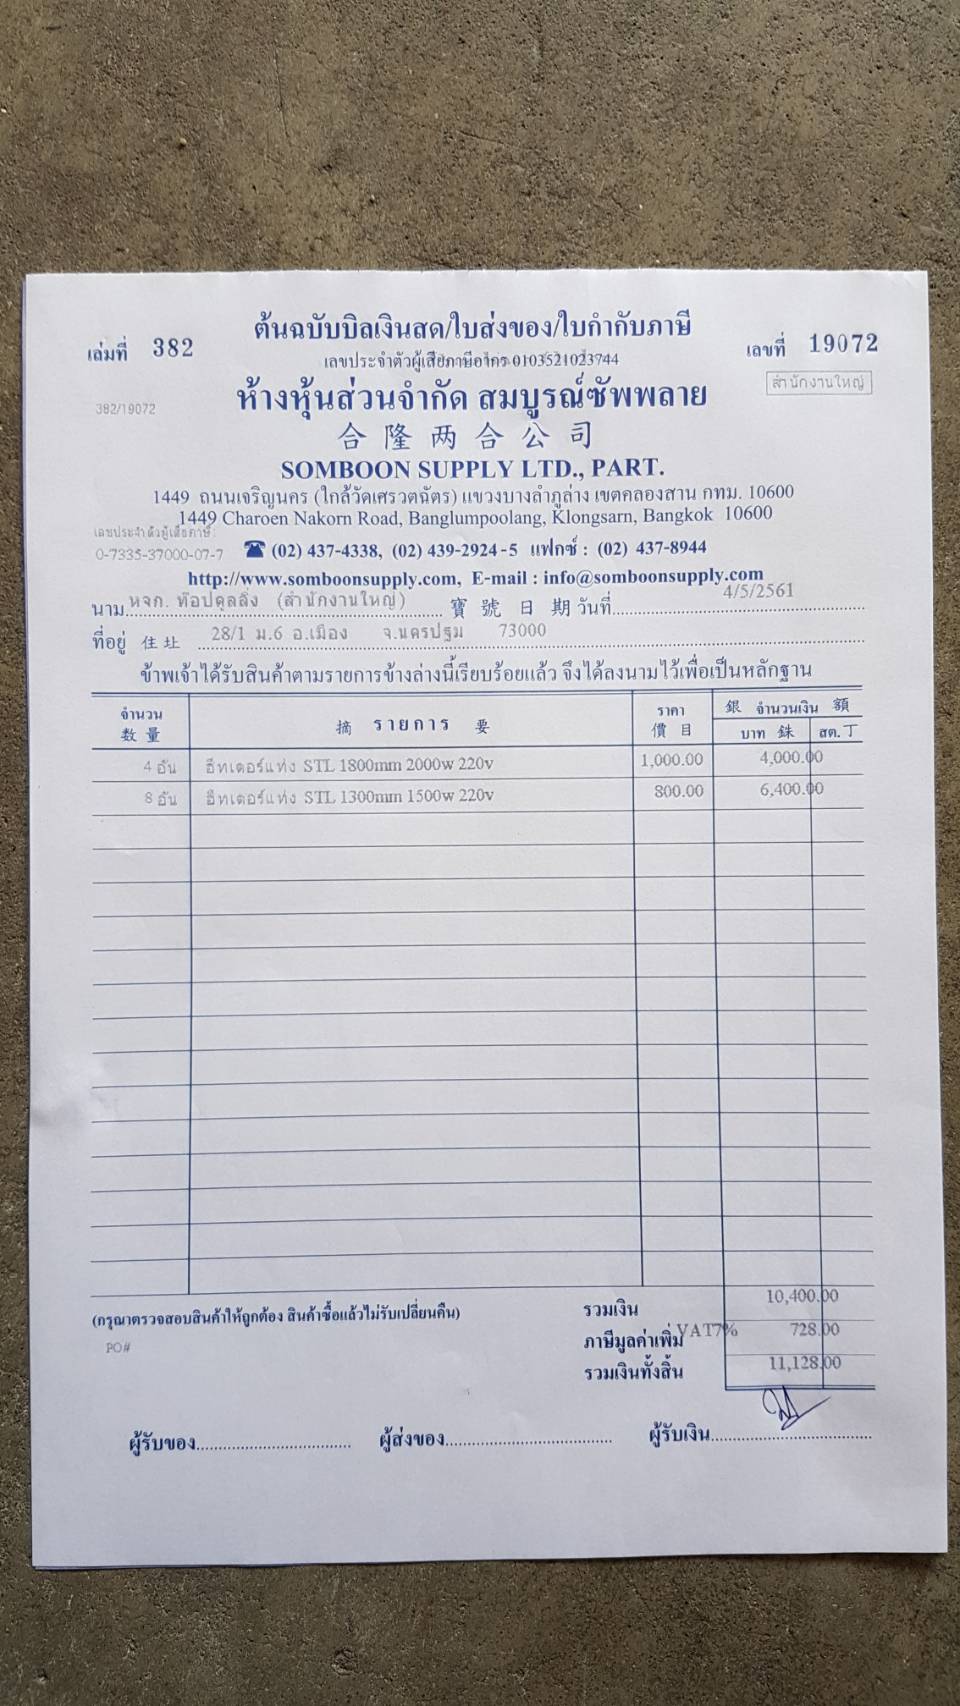 ต้นฉบับบิลเงินสด/ใบส่งของ/ใบกำกับภาษี
เล่มที่ 382
เลขที่ 19072
เลขประจำตัวผู้เสียภาษีอากร 0103521023744
สำนักงานใหญ่
ห้างหุ้นส่วนจำกัด สมบูรณ์ซัพพลาย
382/19072
合 隆 两 合 公 司
SOMBOON SUPPLY LTD., PART.
1449 ถนนเจริญนคร (ใกล้วัดเศรวตฉัตร) แขวงบางลำภูล่าง เขตคลองสาน กทม. 10600
1449 Charoen Nakorn Road, Banglumpoolang, Klongsarn, Bangkok 10600
เลขประจำตัวผู้เสียภาษี:
0-7335-37000-07-7 ☎ (02) 437-4338, (02) 439-2924-5 แฟกซ์ : (02) 437-8944
http://www.somboonsupply.com, E-mail : info@somboonsupply.com
นาม หจก. ท๊อปคูลลิ่ง (สำนักงานใหญ่) 寶 號 日 期 วันที่ 4/5/2561
ที่อยู่ 住 址 28/1 ม.6 อ.เมือง จ.นครปฐม 73000
ข้าพเจ้าได้รับสินค้าตามรายการข้างล่างนี้เรียบร้อยแล้ว จึงได้ลงนามไว้เพื่อเป็นหลักฐาน
จำนวน 數 量 摘 รายการ 要 ราคา 價 目 銀 จำนวนเงิน 額
บาท 銖 สต. 丁
4 อัน ฮีทเตอร์แท่ง STL 1800mm 2000w 220v 1,000.00 4,000.00
8 อัน ฮีทเตอร์แท่ง STL 1300mm 1500w 220v 800.00 6,400.00
(กรุณาตรวจสอบสินค้าให้ถูกต้อง สินค้าซื้อแล้วไม่รับเปลี่ยนคืน) รวมเงิน 10,400.00
PO# ภาษีมูลค่าเพิ่ม VAT7% 728.00
รวมเงินทั้งสิ้น 11,128.00
ผู้รับของ ผู้ส่งของ ผู้รับเงิน